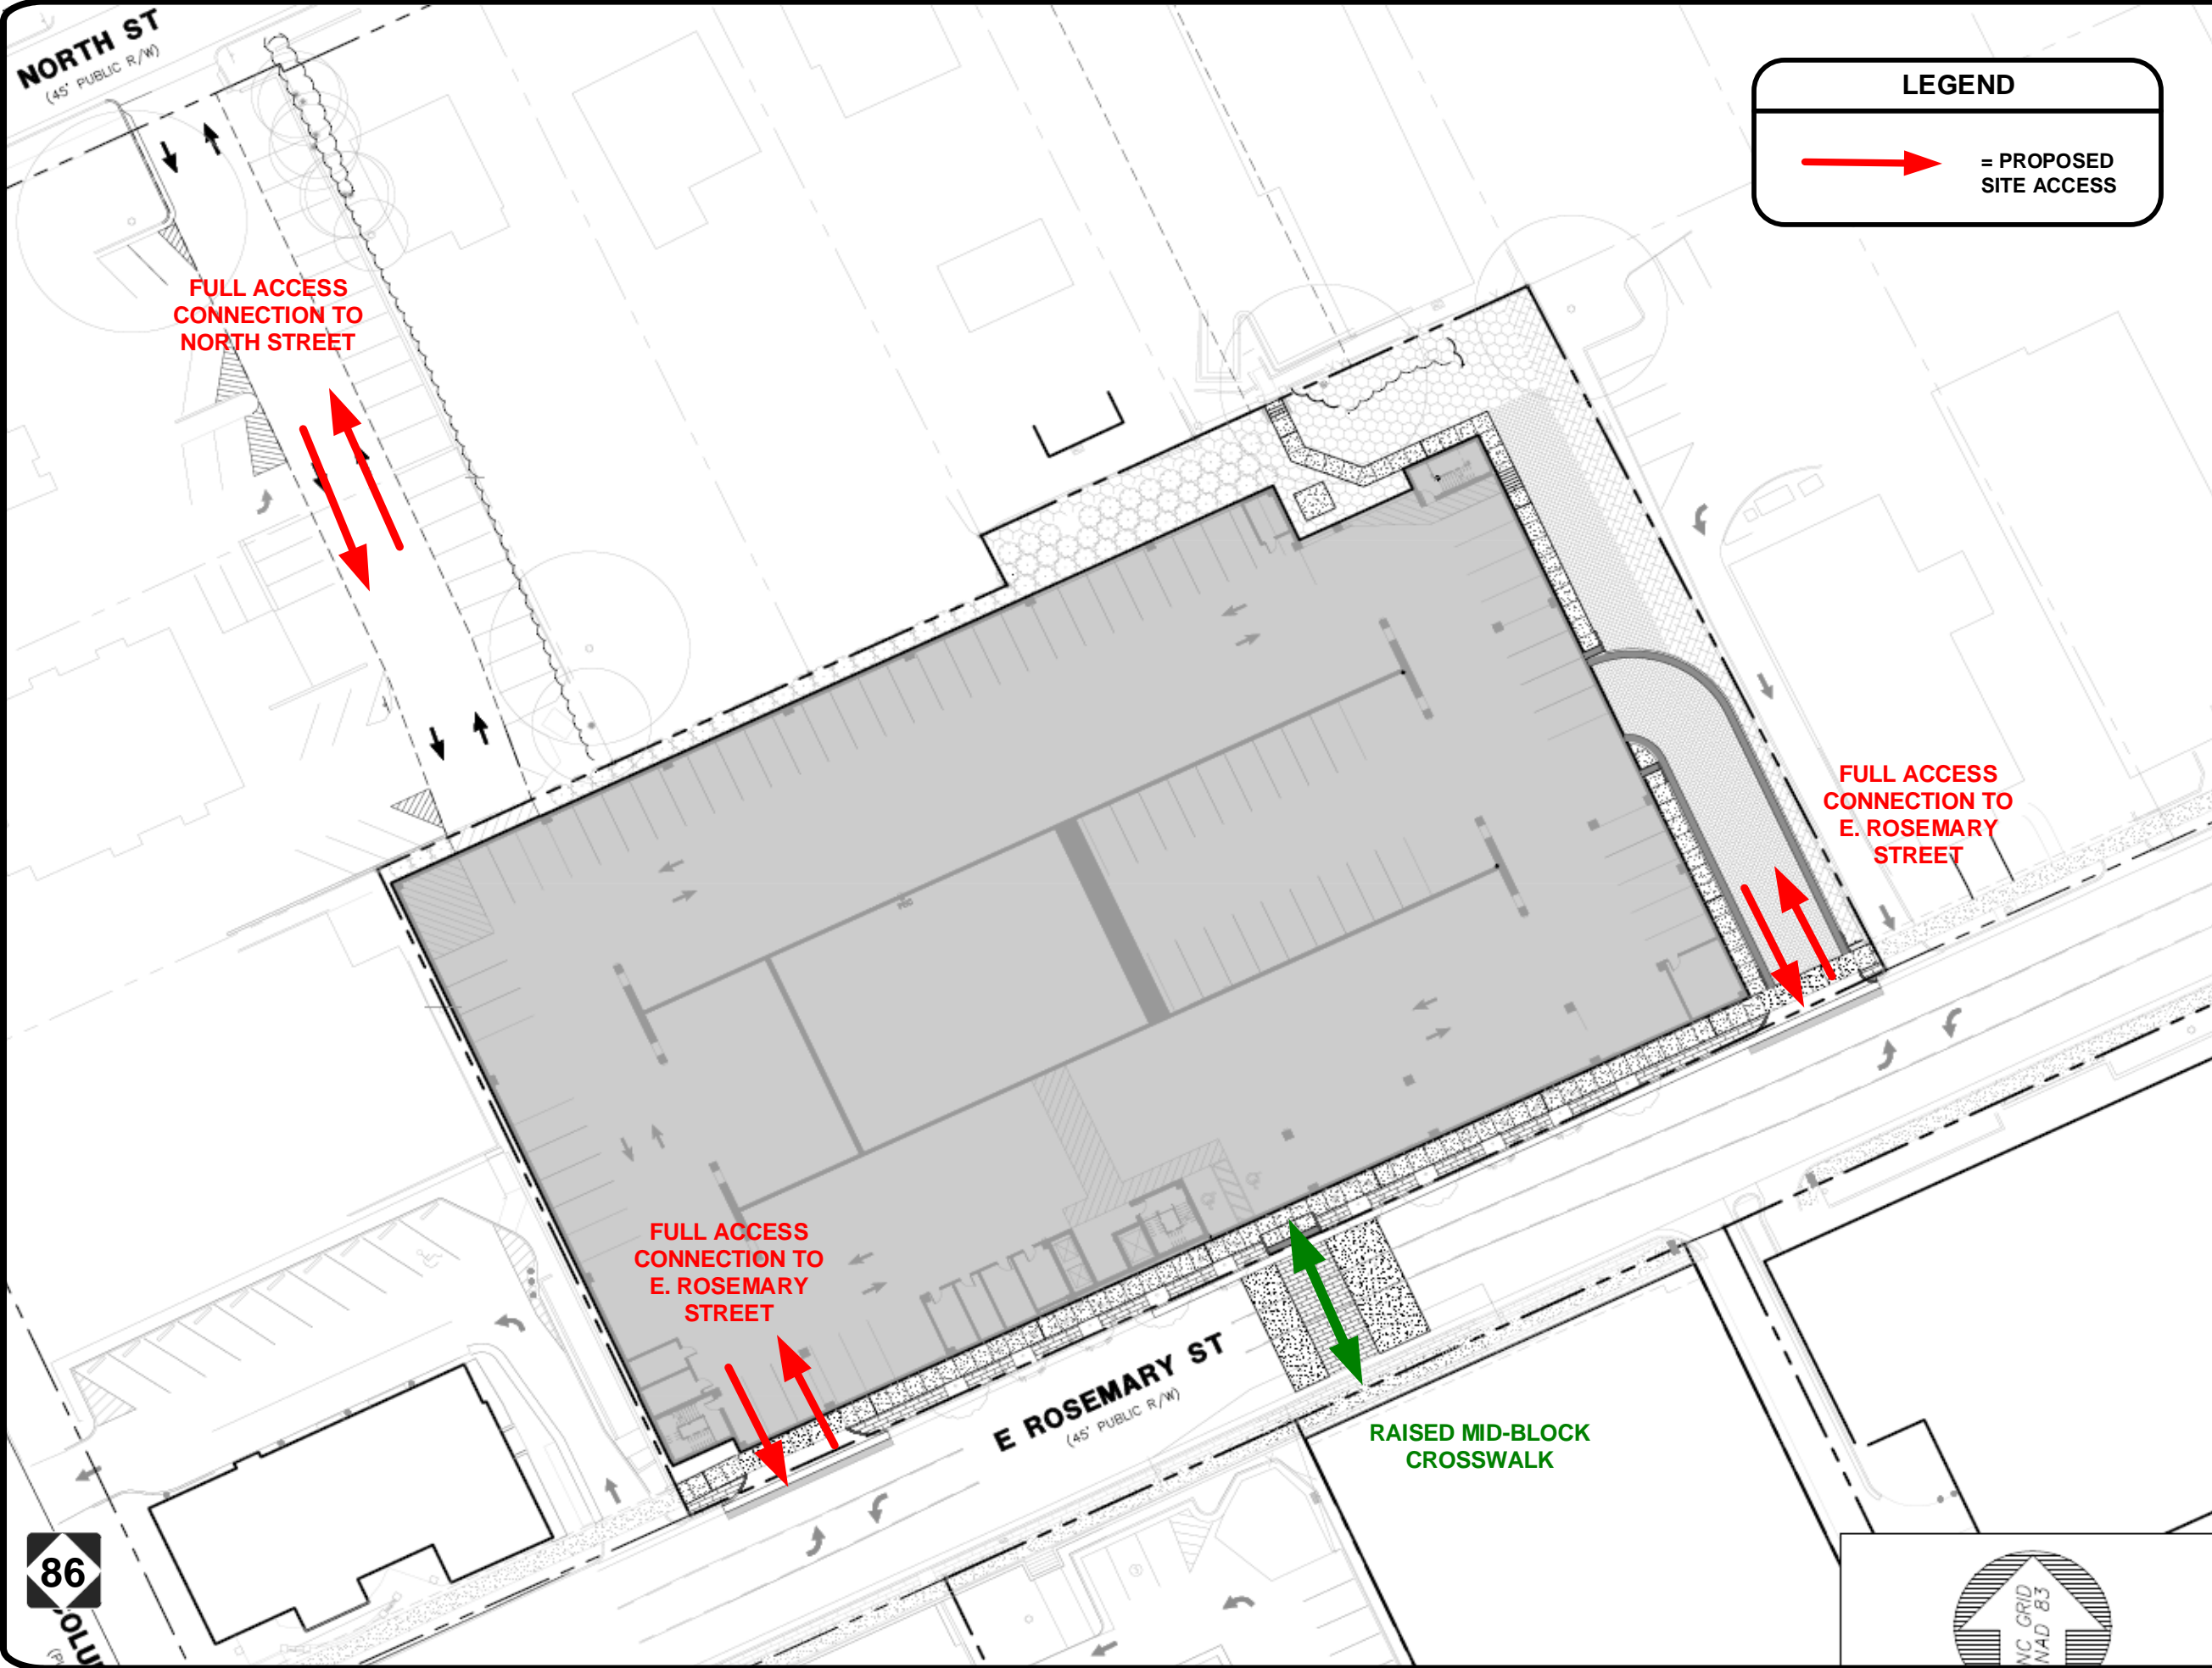 NORTH ST
(45' PUBLIC R/W)
LEGEND
= PROPOSED
SITE ACCESS
FULL ACCESS
CONNECTION TO
NORTH STREET
FULL ACCESS
CONNECTION TO
E. ROSEMARY
STREET
FULL ACCESS
CONNECTION TO
E. ROSEMARY
STREET
E ROSEMARY ST
(45' PUBLIC R/W)
RAISED MID-BLOCK
CROSSWALK
86
NC GRID
NAD 83